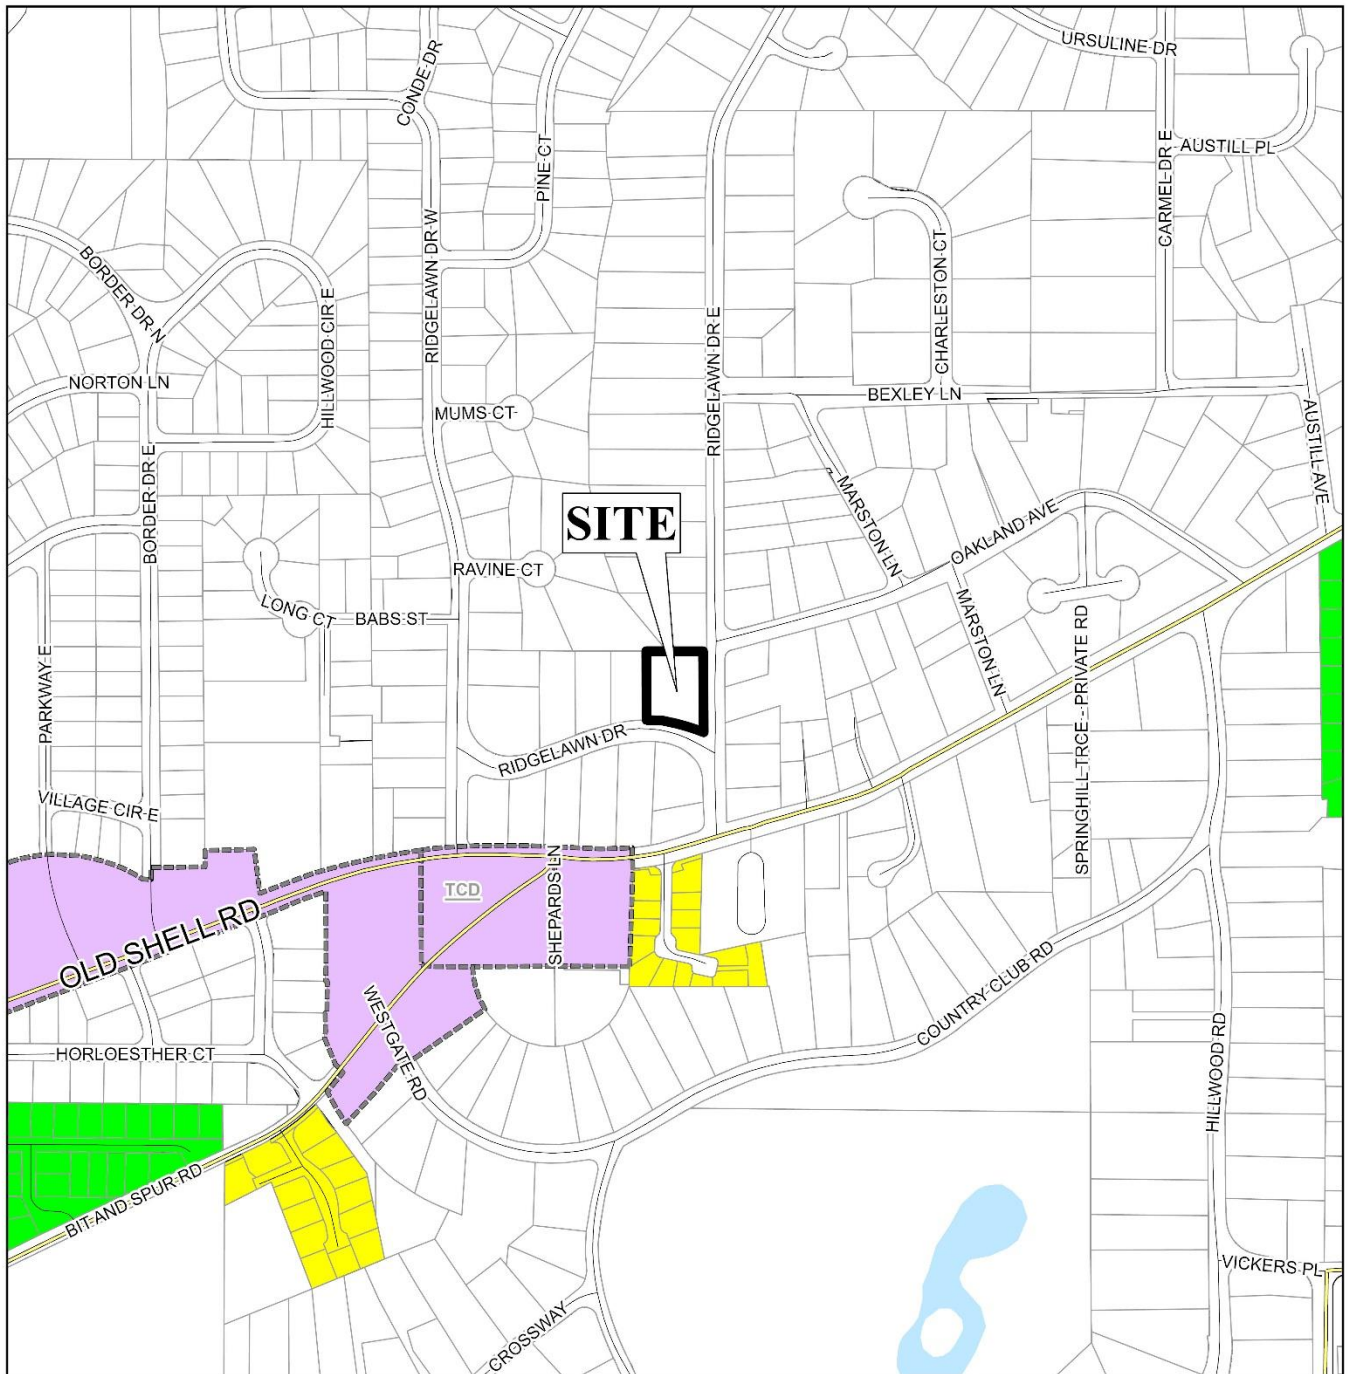 URSULINE DR
CONDE DR
AUSTILL PL
PINE CT
CARMEL DR E
RIDGELAWN DR W
BORDER DR N
CHARLESTON CT
HILLWOOD CIR E
RIDGELAWN DR E
NORTON LN
BEXLEY LN
MUMS CT
AUSTILL AVE
BORDER DR E
MARSTON LN
SITE
OAKLAND AVE
RAVINE CT
LONG CT
BABS ST
MARSTON LN
SPRINGHILL TRCE - PRIVATE RD
PARKWAY E
RIDGELAWN DR
VILLAGE CIR E
TCD
SHEPARDS LN
OLD SHELL RD
WESTGATE RD
COUNTRY CLUB RD
HORLOESTHER CT
HILLWOOD RD
BIT AND SPUR RD
VICKERS PL
CROSSWAY